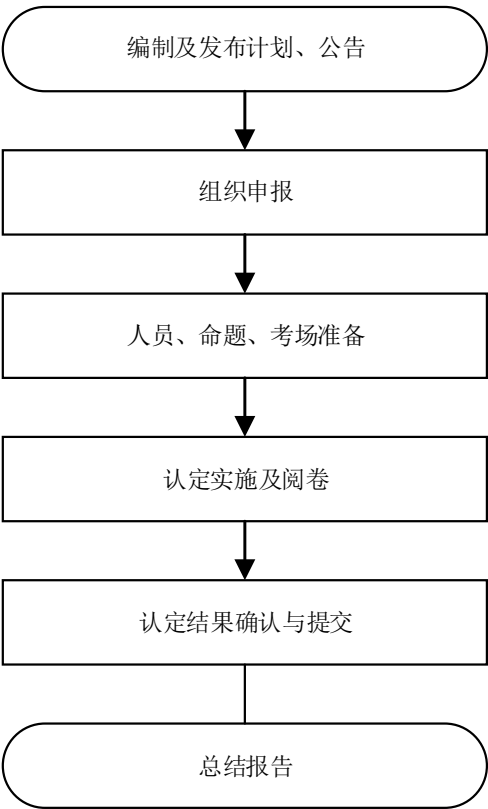 编制及发布计划、公告
组织申报
人员、命题、考场准备
认定实施及阅卷
认定结果确认与提交
总结报告